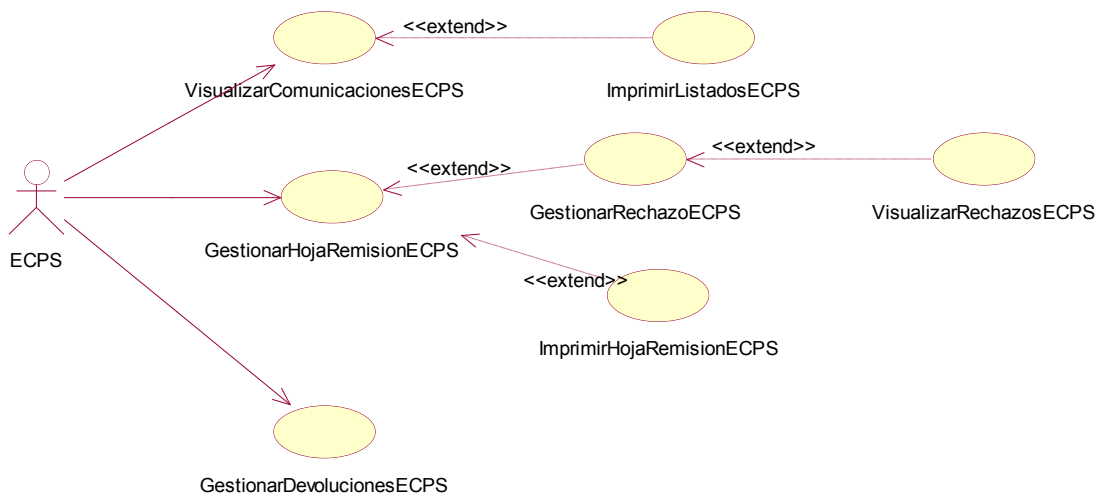 <<extend>>
VisualizarComunicacionesECPS
ImprimirListadosECPS
<<extend>>
<<extend>>
GestionarRechazoECPS
VisualizarRechazosECPS
GestionarHojaRemisionECPS
ECPS
<<extend>>
ImprimirHojaRemisionECPS
GestionarDevolucionesECPS